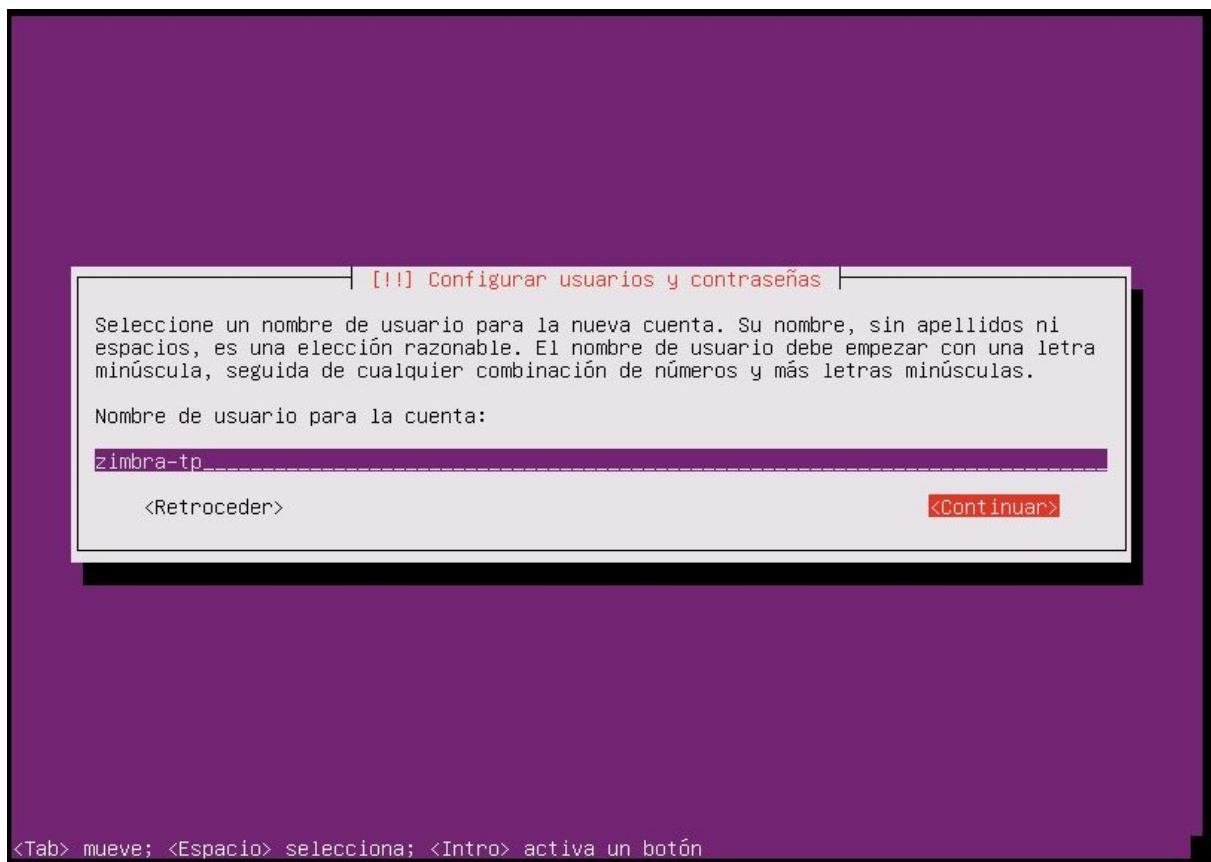 [!!] Configurar usuarios y contraseñas
Seleccione un nombre de usuario para la nueva cuenta. Su nombre, sin apellidos ni
espacios, es una elección razonable. El nombre de usuario debe empezar con una letra
minúscula, seguida de cualquier combinación de números y más letras minúsculas.
Nombre de usuario para la cuenta:
zimbra-tp
<Retroceder> <Continuar>
<Tab> mueve; <Espacio> selecciona; <Intro> activa un botón